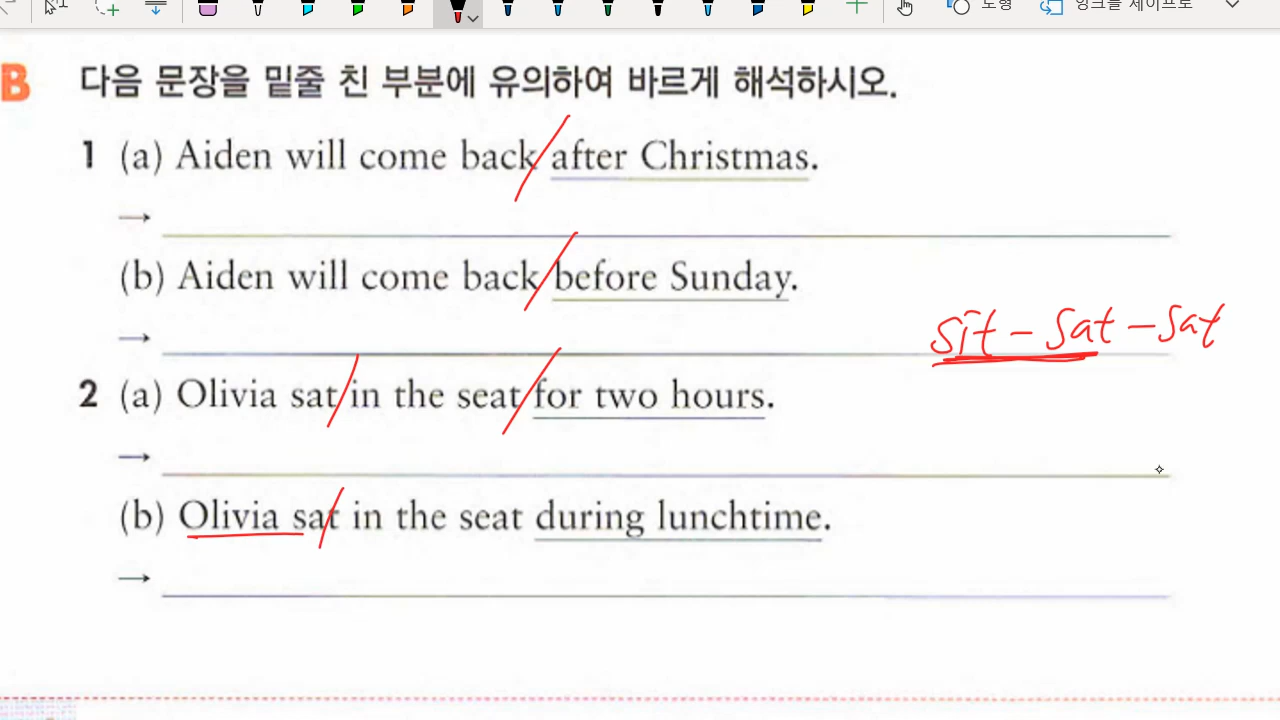 도형
잉크를 셰이프로
B 다음 문장을 밑줄 친 부분에 유의하여 바르게 해석하시오.
1 (a) Aiden will come back after Christmas.
→
(b) Aiden will come back before Sunday.
→
sit - sat - sat
2 (a) Olivia sat in the seat for two hours.
→
(b) Olivia sat in the seat during lunchtime.
→